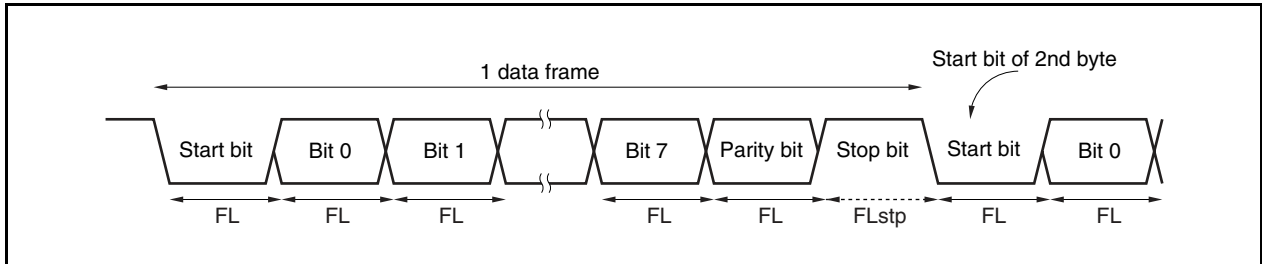 Start bit of 2nd byte
1 data frame
Start bit Bit 0 Bit 1 Bit 7 Parity bit Stop bit Start bit Bit 0
FL FL FL FL FL FLstp FL FL